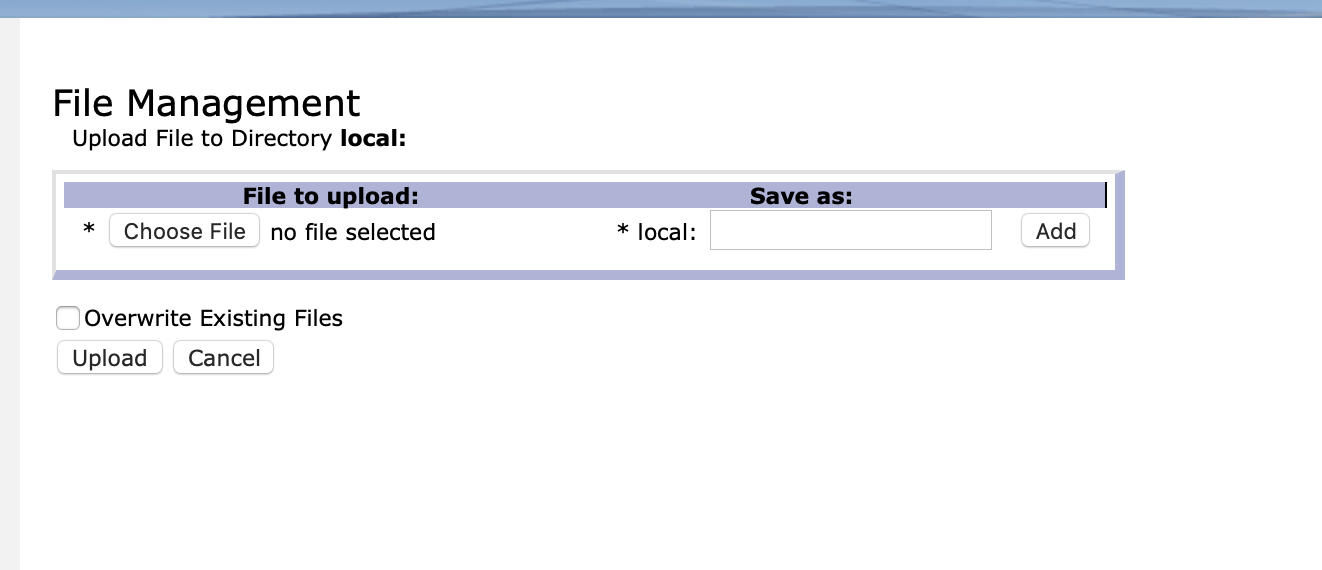 File Management
Upload File to Directory local:
File to upload: Save as:
* Choose File no file selected * local: Add
Overwrite Existing Files
Upload Cancel